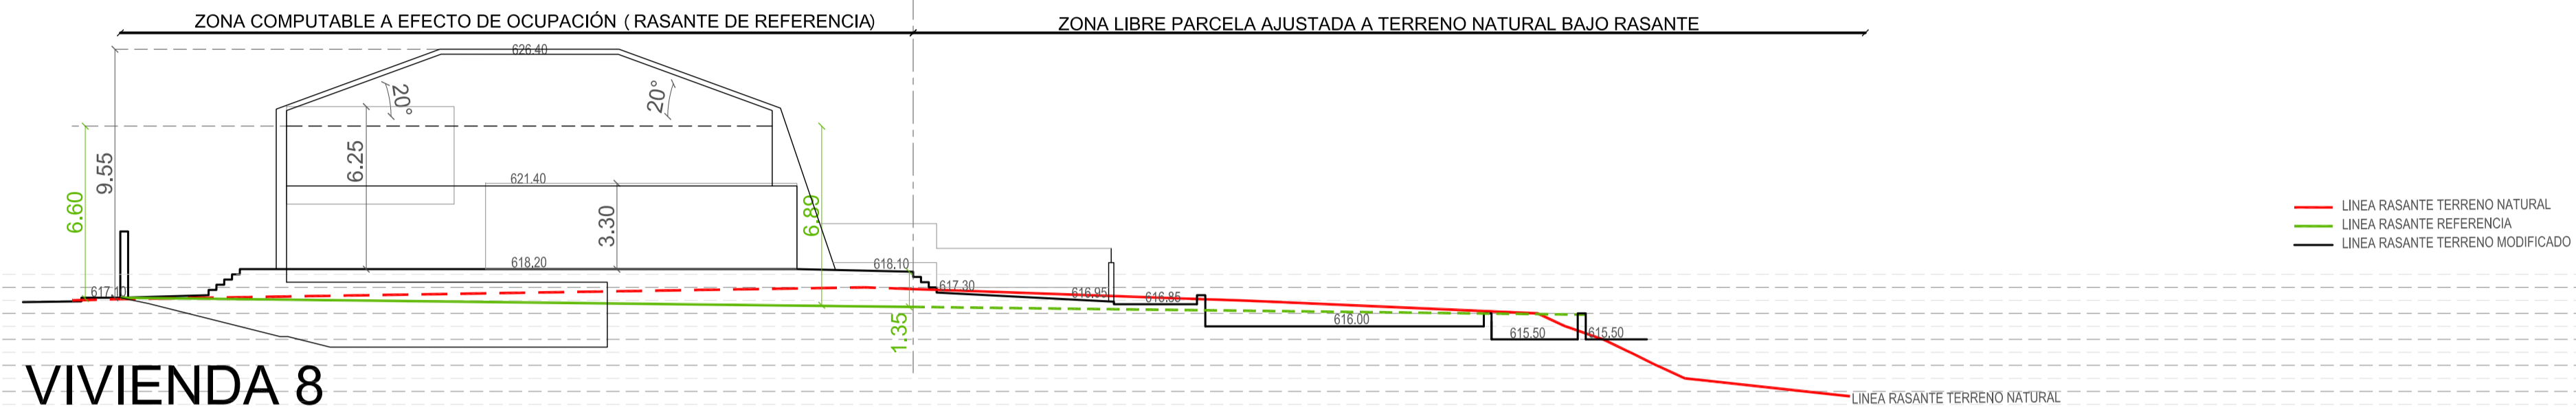 ZONA COMPUTABLE A EFECTO DE OCUPACIÓN ( RASANTE DE REFERENCIA)
ZONA LIBRE PARCELA AJUSTADA A TERRENO NATURAL BAJO RASANTE
626.40
20°
20°
9.55
6.25
6.60
621.40
3.30
6.89
618.20
618.10
617.10
617.30
616.95
616.85
616.00
1.35
615.50
615.50
LINEA RASANTE TERRENO NATURAL
LINEA RASANTE REFERENCIA
LINEA RASANTE TERRENO MODIFICADO
VIVIENDA 8
LINEA RASANTE TERRENO NATURAL